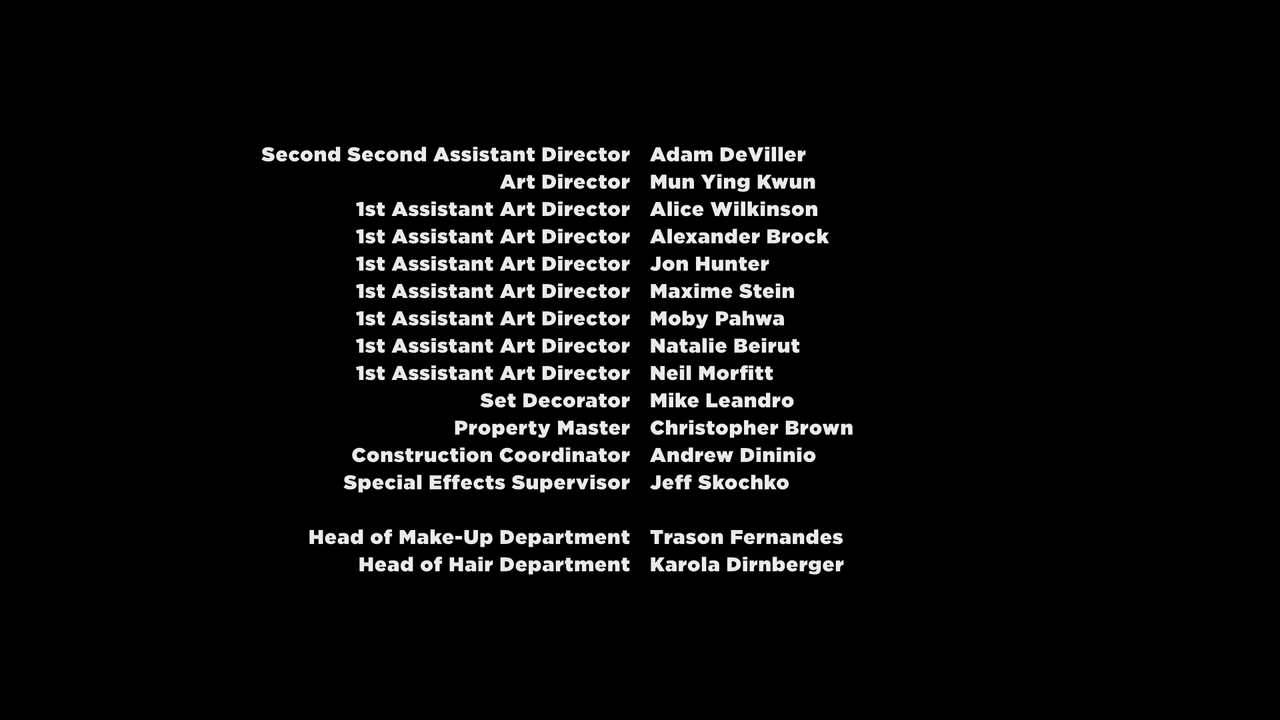 Second Second Assistant Director Adam DeViller
Art Director Mun Ying Kwun
1st Assistant Art Director Alice Wilkinson
1st Assistant Art Director Alexander Brock
1st Assistant Art Director Jon Hunter
1st Assistant Art Director Maxime Stein
1st Assistant Art Director Moby Pahwa
1st Assistant Art Director Natalie Beirut
1st Assistant Art Director Neil Morfitt
Set Decorator Mike Leandro
Property Master Christopher Brown
Construction Coordinator Andrew Dininio
Special Effects Supervisor Jeff Skochko
Head of Make-Up Department Trason Fernandes
Head of Hair Department Karola Dirnberger